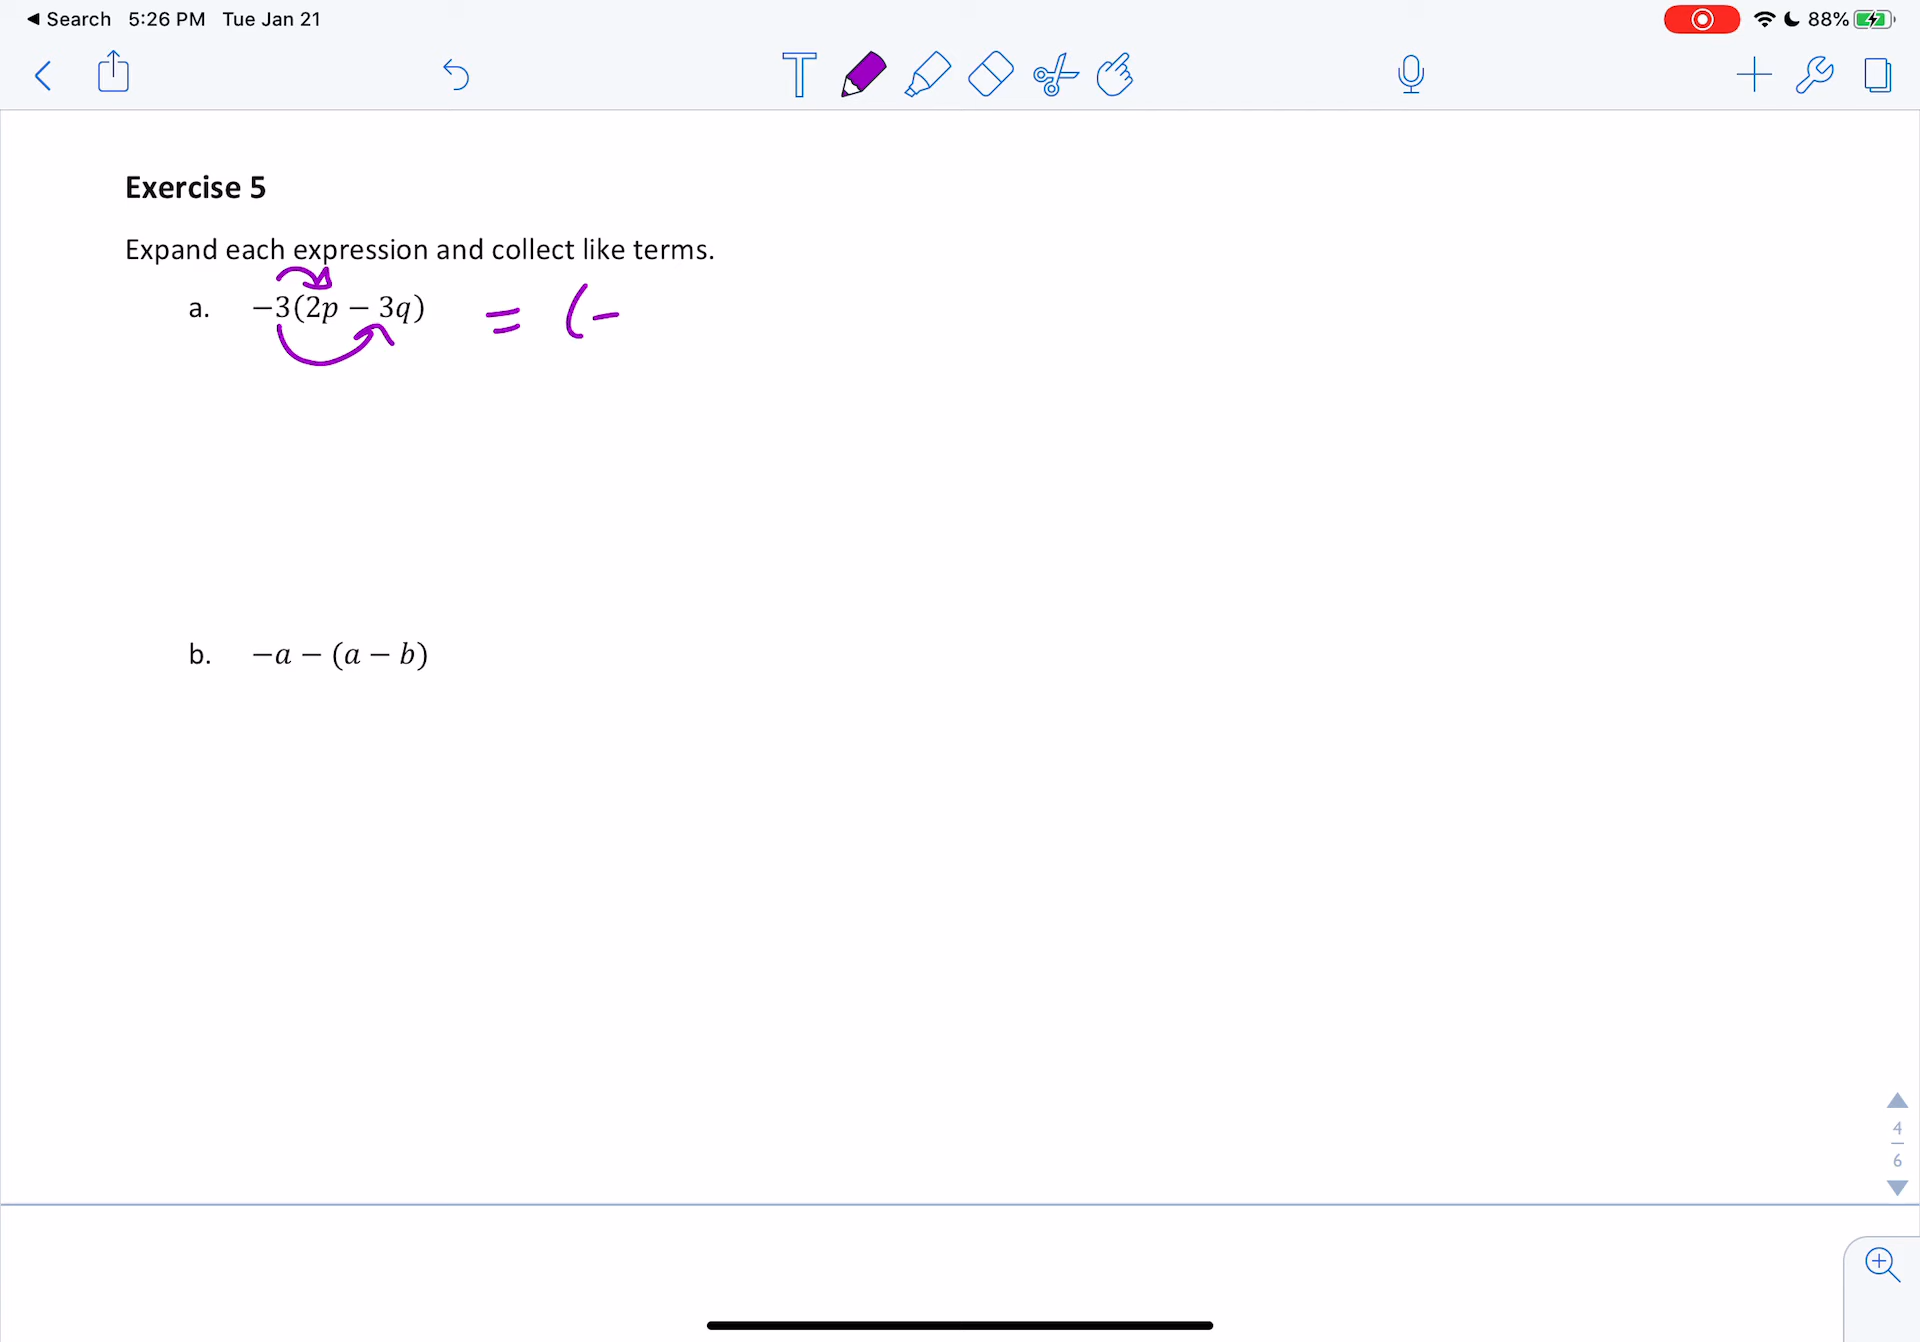 Search 5:26 PM Tue Jan 21 88%
T
Exercise 5
Expand each expression and collect like terms.
a. −3(2p − 3q) = (−
b. −a − (a − b)
4
6